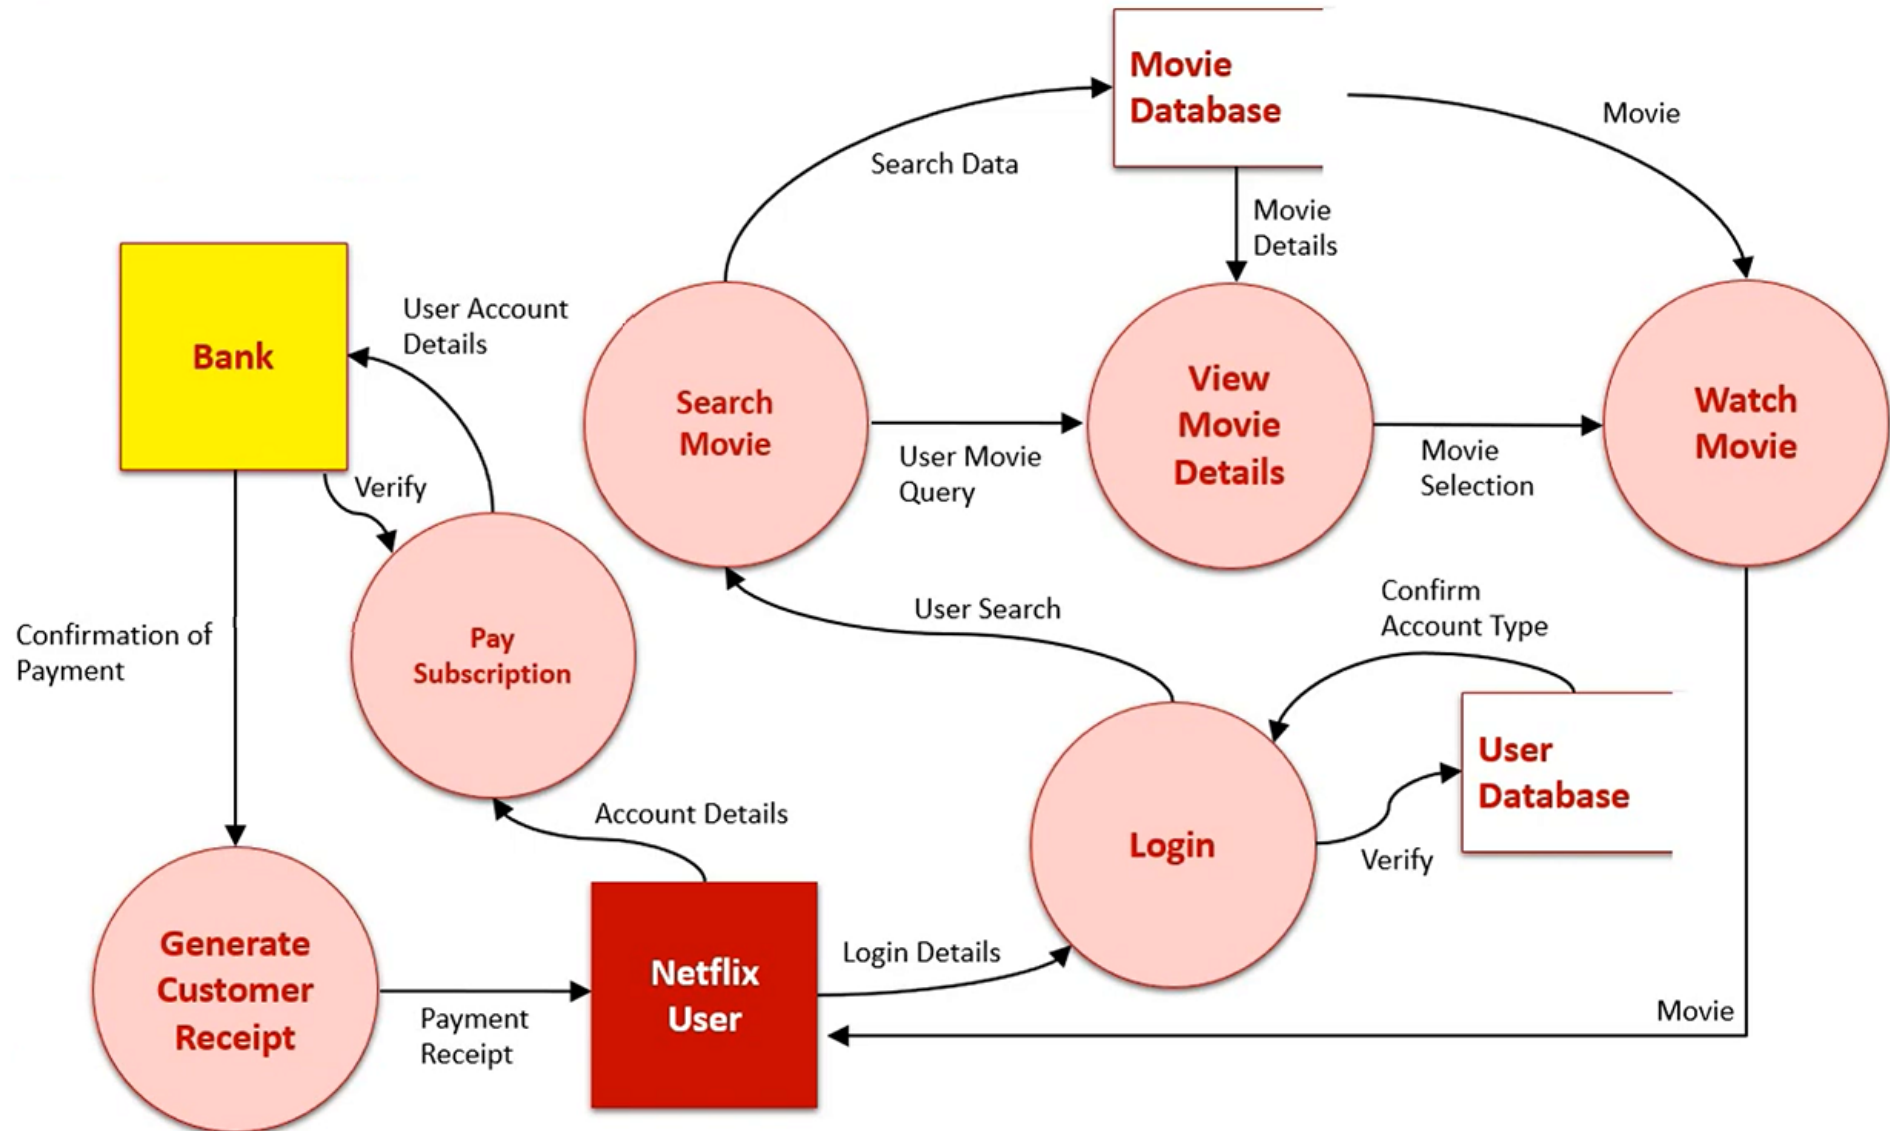 Movie
Database
Movie
Search Data
Movie
Details
User Account
Details
Bank
Search
Movie
View
Movie
Details
Watch
Movie
User Movie
Query
Movie
Selection
Verify
Confirm
Account Type
User Search
Confirmation of
Payment
Pay
Subscription
User
Database
Account Details
Login
Verify
Generate
Customer
Receipt
Netflix
User
Login Details
Payment
Receipt
Movie